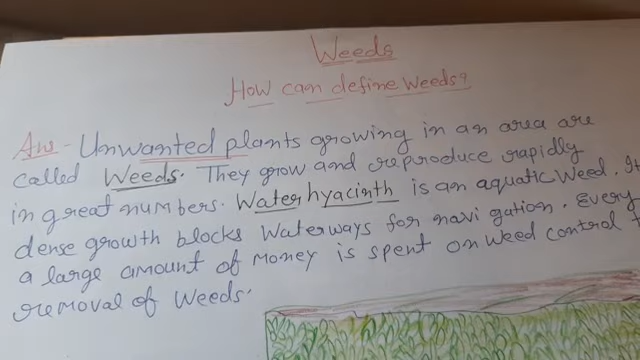 Weeds
How can define weeds?
Ans - Unwanted plants growing in an area are
called Weeds. They grow and reproduce rapidly
in great numbers. Water hyacinth is an aquatic Weed. It
dense growth blocks Waterways for navigation. Every
a large amount of money is spent on weed control
removal of Weeds.